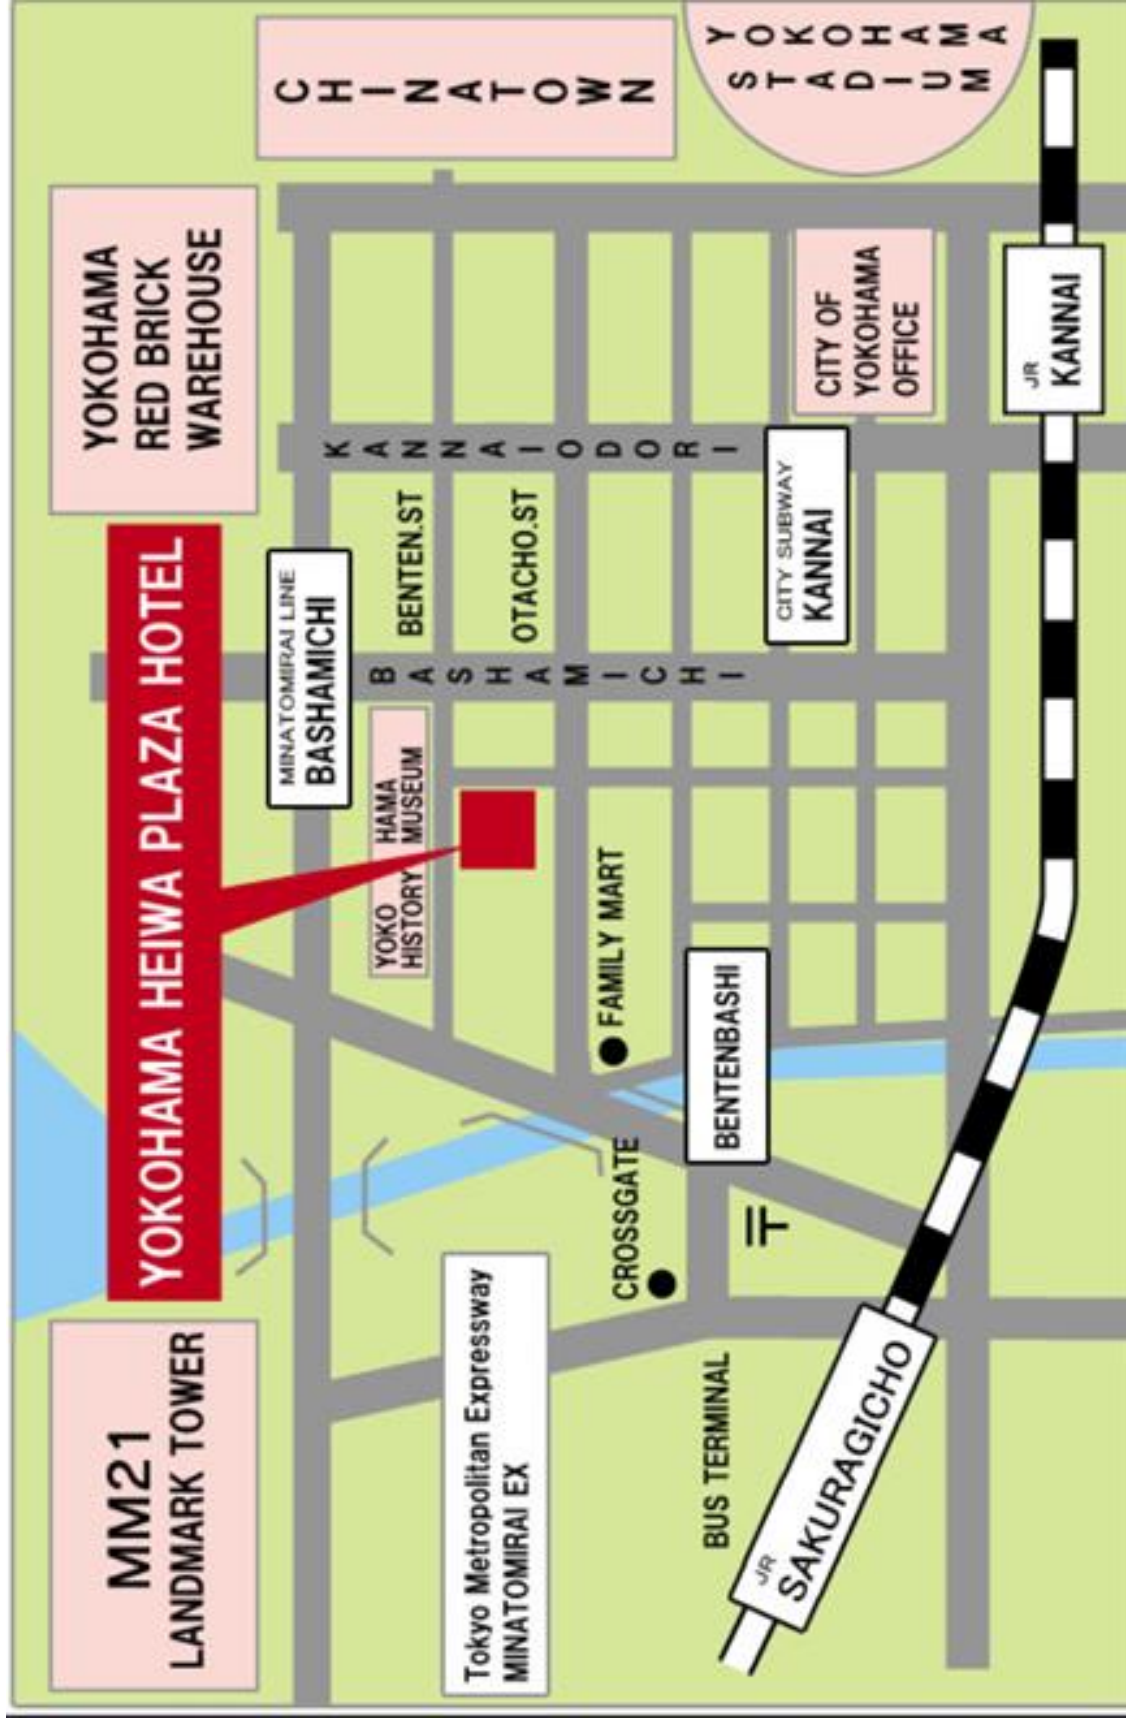 MM21
LANDMARK TOWER
YOKOHAMA HEIWA PLAZA HOTEL
YOKOHAMA
RED BRICK
WAREHOUSE
CHINATOWN
MINATOMIRAI LINE
BASHAMICHI
YOKO HAMA
HISTORY MUSEUM
BENTEN.ST
OTACHO.ST
BASHAMICHI
KANNAIODORI
Tokyo Metropolitan Expressway
MINATOMIRAI EX
CROSSGATE
FAMILY MART
BENTENBASHI
〒
BUS TERMINAL
CITY SUBWAY
KANNAI
CITY OF
YOKOHAMA
OFFICE
YOKOHAMA
STADIUM
JR
SAKURAGICHO
JR
KANNAI